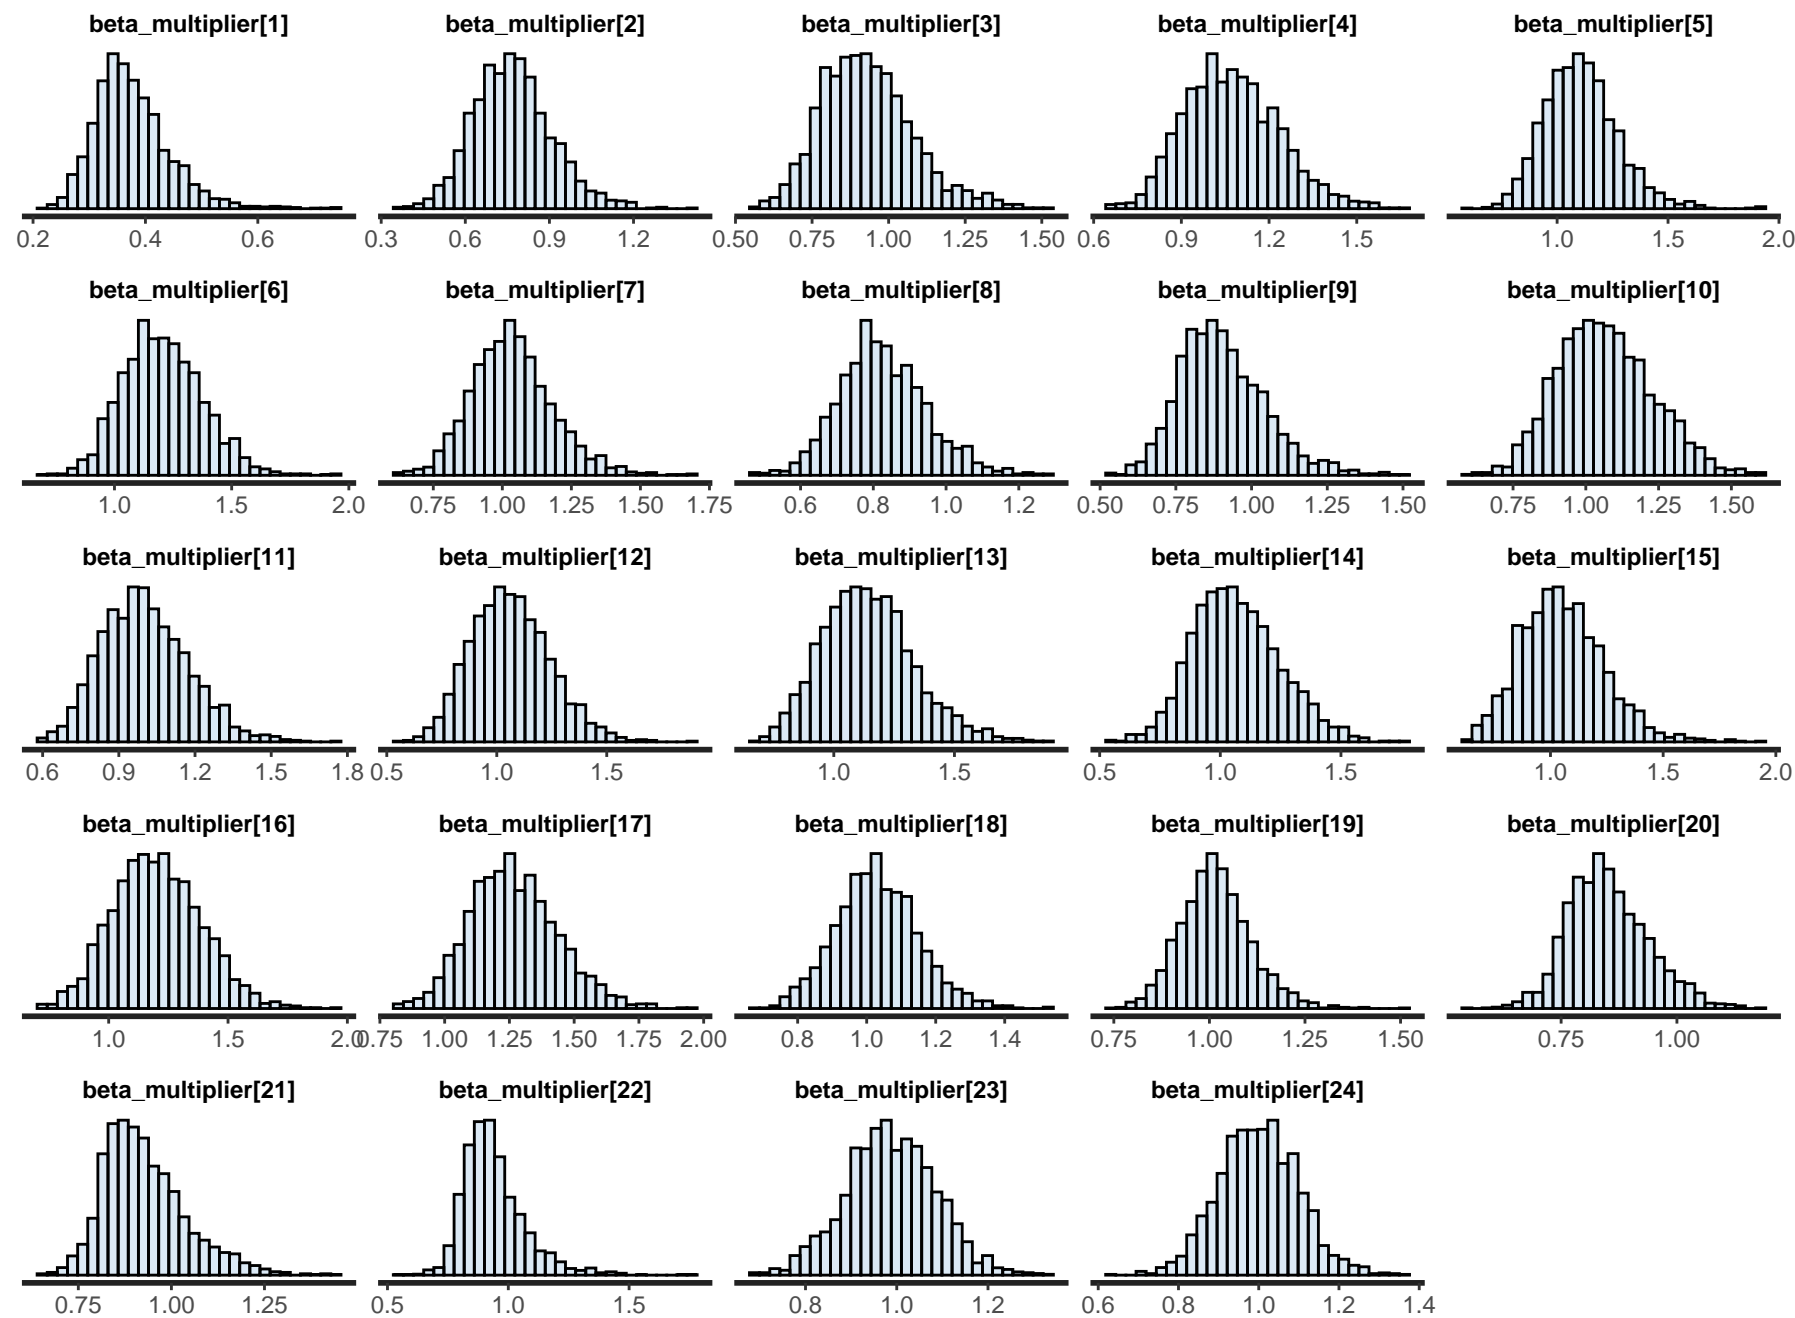 beta_multiplier[1] beta_multiplier[2] beta_multiplier[3] beta_multiplier[4] beta_multiplier[5]
0.2 0.4 0.6 0.3 0.6 0.9 1.2 0.50 0.75 1.00 1.25 1.50 0.6 0.9 1.2 1.5 1.0 1.5 2.0
beta_multiplier[6] beta_multiplier[7] beta_multiplier[8] beta_multiplier[9] beta_multiplier[10]
1.0 1.5 2.0 0.75 1.00 1.25 1.50 1.75 0.6 0.8 1.0 1.2 0.50 0.75 1.00 1.25 1.50 0.75 1.00 1.25 1.50
beta_multiplier[11] beta_multiplier[12] beta_multiplier[13] beta_multiplier[14] beta_multiplier[15]
0.6 0.9 1.2 1.5 1.8 0.5 1.0 1.5 1.0 1.5 0.5 1.0 1.5 1.0 1.5 2.0
beta_multiplier[16] beta_multiplier[17] beta_multiplier[18] beta_multiplier[19] beta_multiplier[20]
1.0 1.5 2.0 0.75 1.00 1.25 1.50 1.75 2.00 0.8 1.0 1.2 1.4 0.75 1.00 1.25 1.50 0.75 1.00
beta_multiplier[21] beta_multiplier[22] beta_multiplier[23] beta_multiplier[24]
0.75 1.00 1.25 0.5 1.0 1.5 0.8 1.0 1.2 0.6 0.8 1.0 1.2 1.4